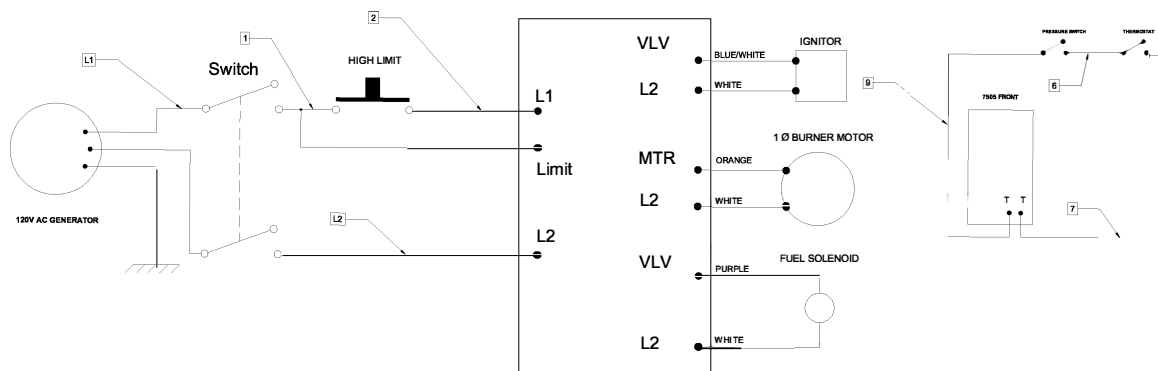 2
1
L1
Switch
HIGH LIMIT
120V AC GENERATOR
L2
L1
Limit
L2
VLV
BLUE/WHITE
IGNITOR
L2
WHITE
MTR
ORANGE
1 Ø BURNER MOTOR
L2
WHITE
VLV
PURPLE
FUEL SOLENOID
L2
WHITE
PRESSURE SWITCH
THERMOSTAT
9
6
7505 FRONT
T T
7